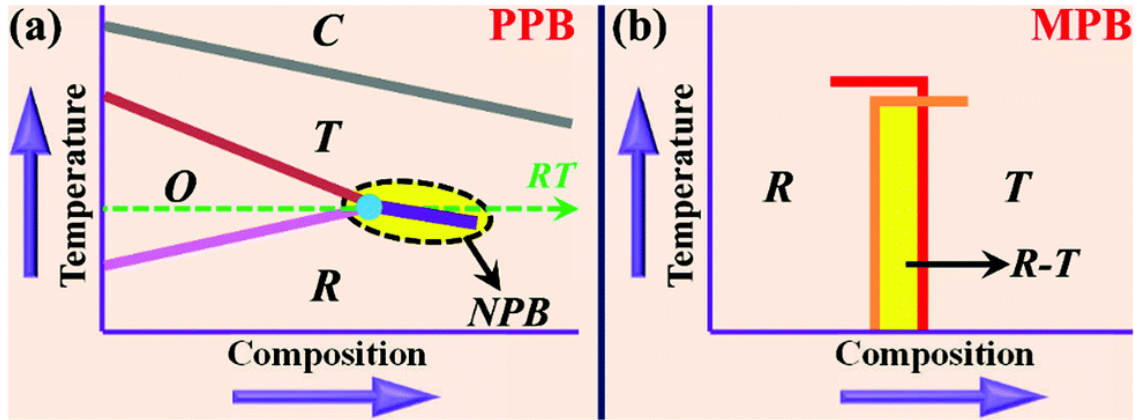 (a)
C
PPB
Temperature
T
O
RT
R
NPB
Composition
(b)
MPB
Temperature
R
T
R-T
Composition